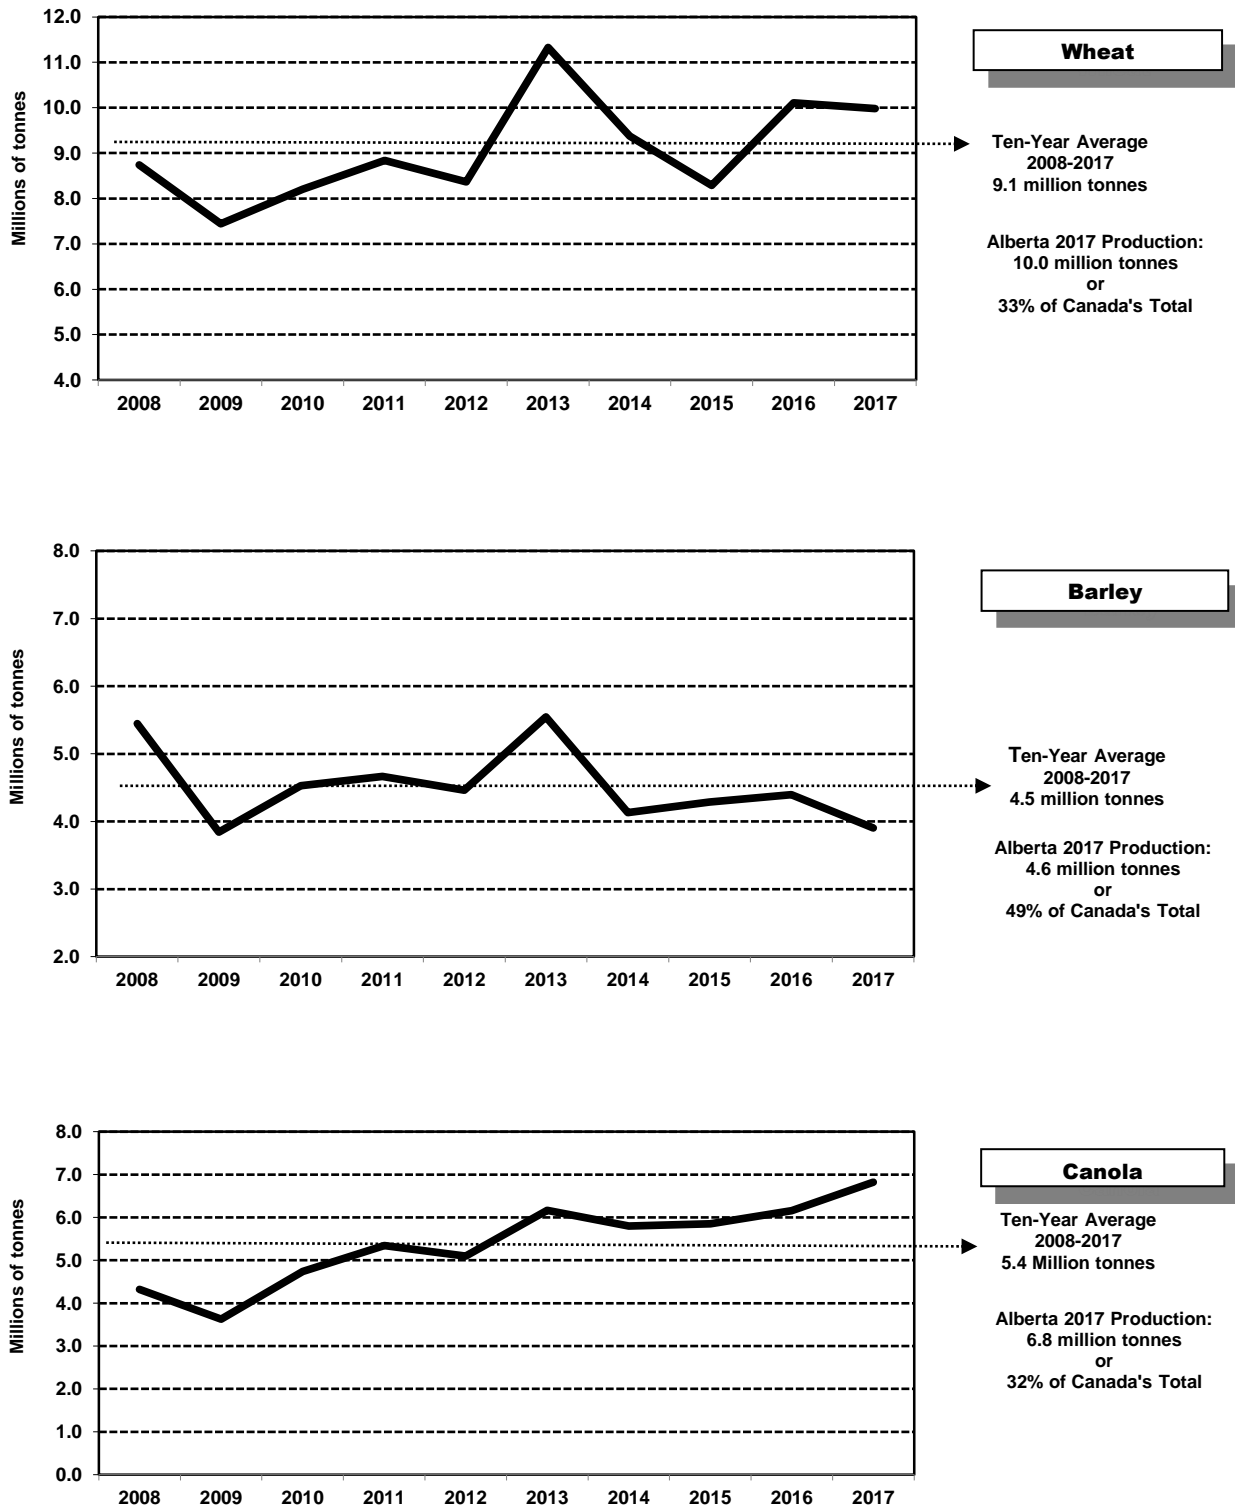 Wheat
Millions of tonnes
12.0
11.0
10.0
9.0
8.0
7.0
6.0
5.0
4.0
2008 2009 2010 2011 2012 2013 2014 2015 2016 2017
Ten-Year Average
2008-2017
9.1 million tonnes
Alberta 2017 Production:
10.0 million tonnes
or
33% of Canada's Total
Barley
Millions of tonnes
8.0
7.0
6.0
5.0
4.0
3.0
2.0
2008 2009 2010 2011 2012 2013 2014 2015 2016 2017
Ten-Year Average
2008-2017
4.5 million tonnes
Alberta 2017 Production:
4.6 million tonnes
or
49% of Canada's Total
Canola
Millions of tonnes
8.0
7.0
6.0
5.0
4.0
3.0
2.0
1.0
0.0
2008 2009 2010 2011 2012 2013 2014 2015 2016 2017
Ten-Year Average
2008-2017
5.4 Million tonnes
Alberta 2017 Production:
6.8 million tonnes
or
32% of Canada's Total